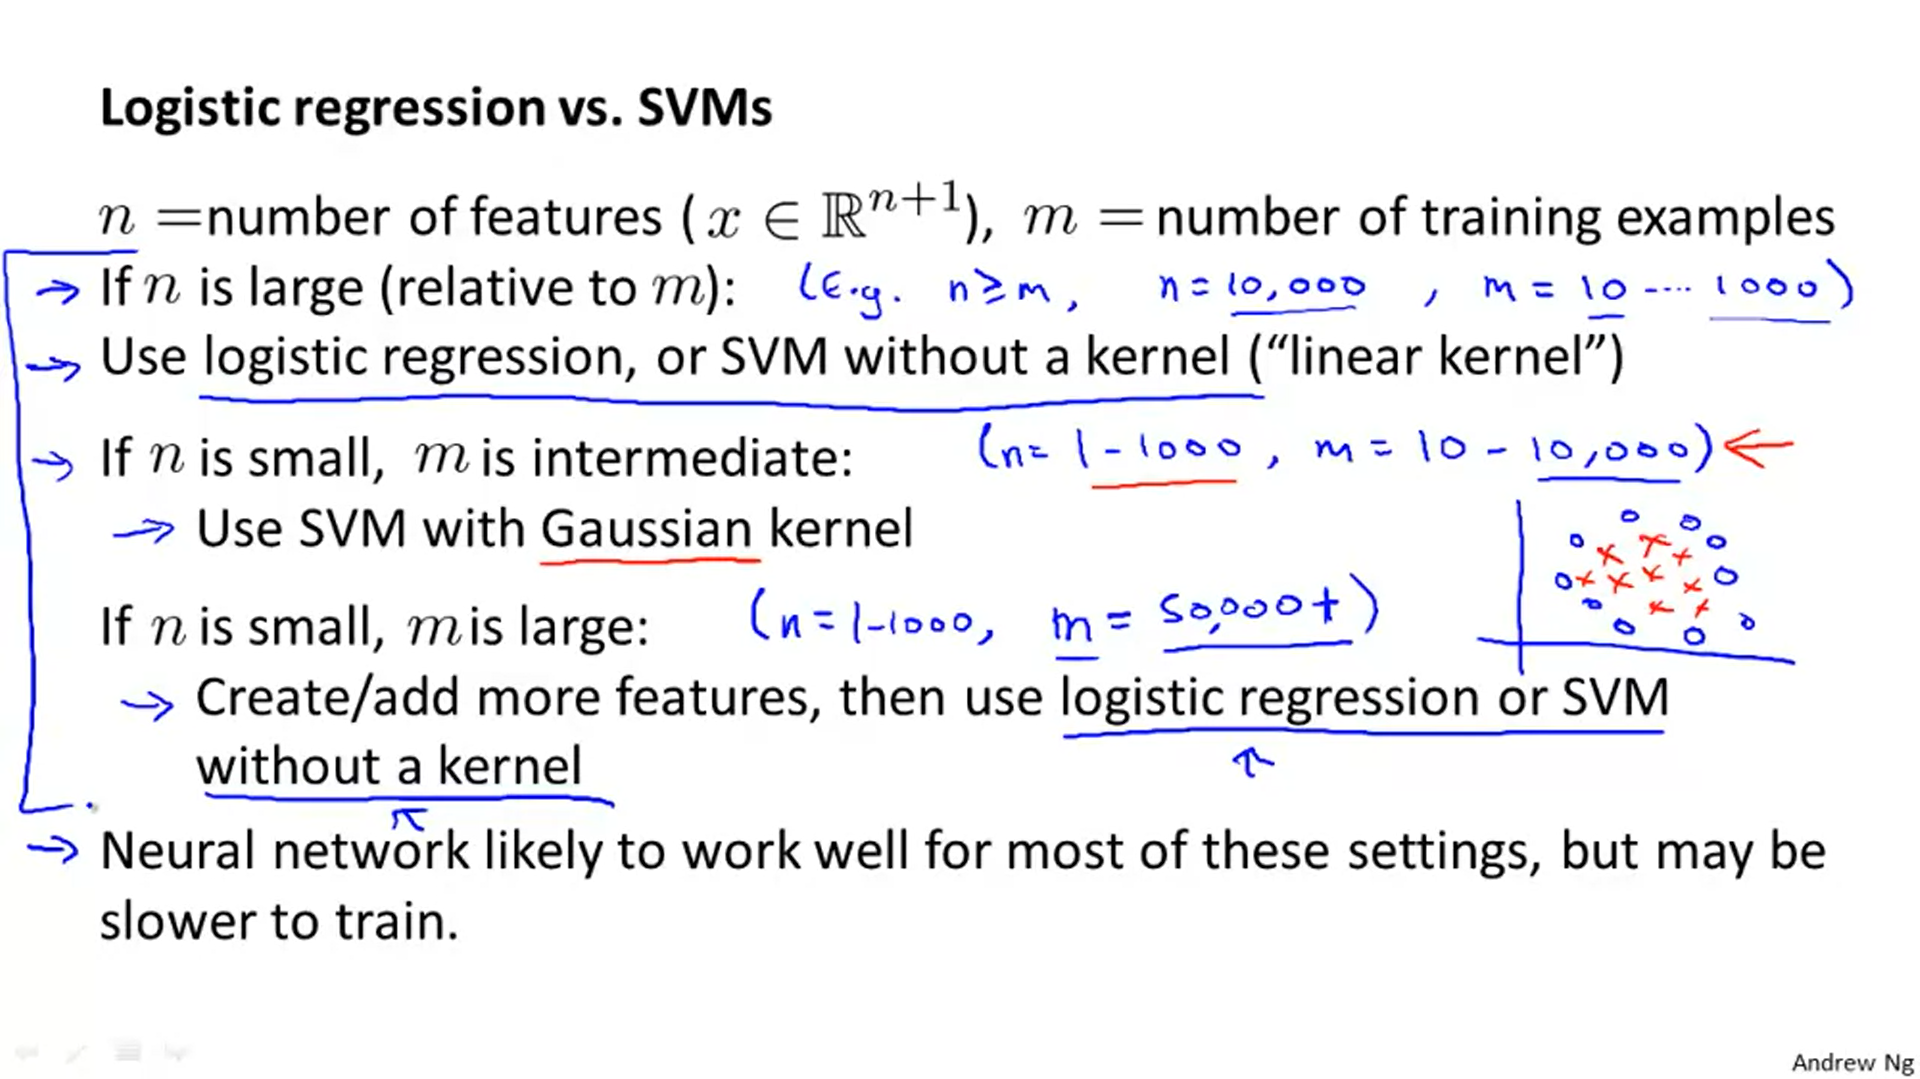 Logistic regression vs. SVMs
n =number of features ( x ∈ ℝⁿ⁺¹), m = number of training examples
→ If n is large (relative to m): (E.g. n ≥ m, n = 10,000 , m = 10 .... 1000)
→ Use logistic regression, or SVM without a kernel (“linear kernel”)
→ If n is small, m is intermediate: (n = 1 - 1000 , m = 10 - 10,000) ←
→ Use SVM with Gaussian kernel
If n is small, m is large: (n = 1 - 1000, m = 50,000+)
→ Create/add more features, then use logistic regression or SVM
without a kernel
→ Neural network likely to work well for most of these settings, but may be
slower to train.
Andrew Ng